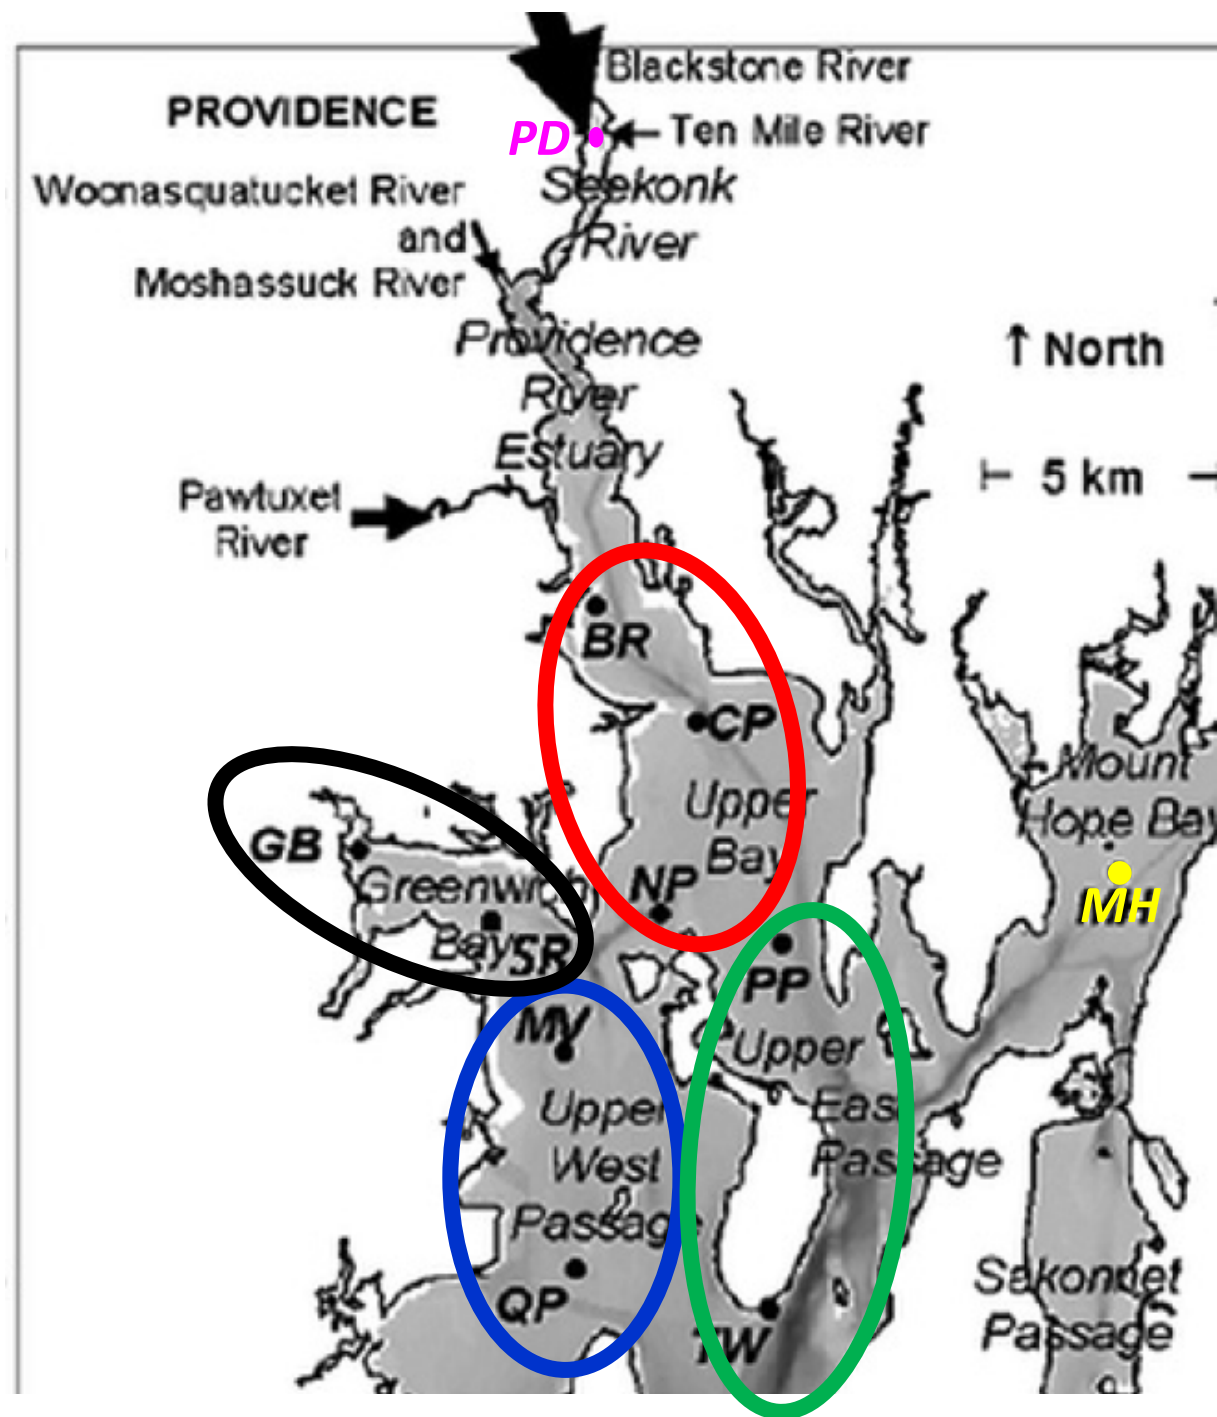 Blackstone River
PROVIDENCE
PD
Ten Mile River
Woonasquatucket River
and
Moshassuck River
Seekonk
River
Providence
River
Estuary
↑ North
5 km
Pawtuxet
River
BR
CP
Upper
Bay
Mount
Hope Bay
MH
GB
Greenwich
Bay
SR
NP
PP
MV
Upper
East
Passage
Upper
West
Passage
QP
TW
Sakonnet
Passage